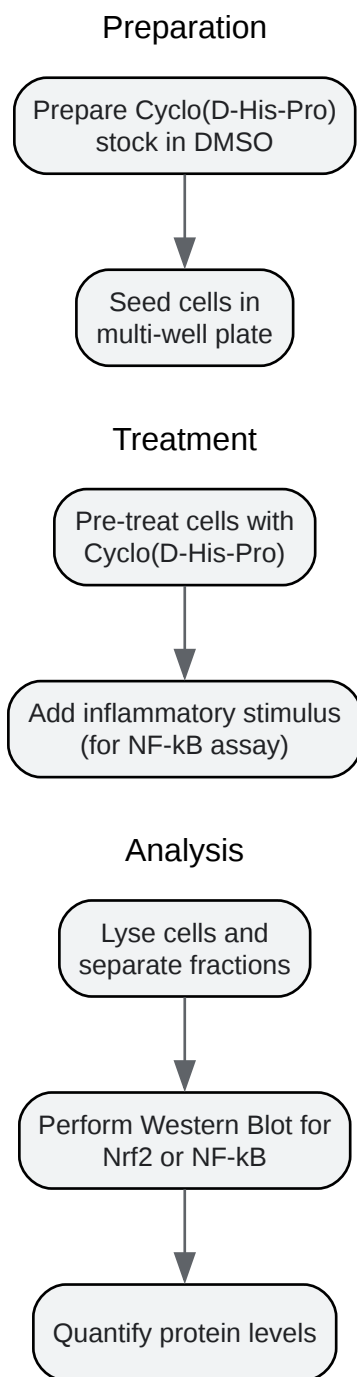 Preparation
Prepare Cyclo(D-His-Pro)
stock in DMSO
Seed cells in
multi-well plate
Treatment
Pre-treat cells with
Cyclo(D-His-Pro)
Add inflammatory stimulus
(for NF-kB assay)
Analysis
Lyse cells and
separate fractions
Perform Western Blot for
Nrf2 or NF-kB
Quantify protein levels